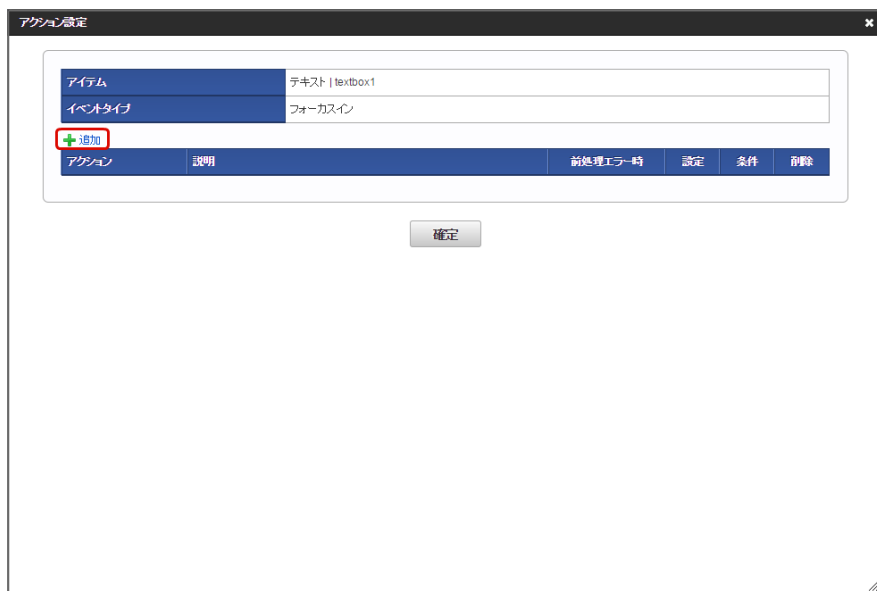 アクション設定
アイテム テキスト | textbox1
イベントタイプ フォーカスイン
追加
アクション 説明 前処理エラー時 設定 条件 削除
確定